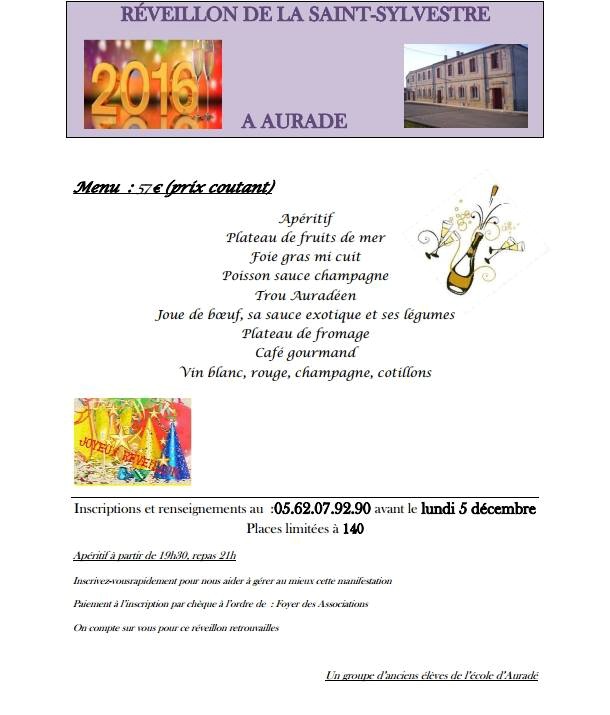 RÉVEILLON DE LA SAINT-SYLVESTRE
2016
A AURADE
Menu : 57 € (prix coutant)
Apéritif
Plateau de fruits de mer
Foie gras mi cuit
Poisson sauce champagne
Trou Auradéen
Joue de bœuf, sa sauce exotique et ses légumes
Plateau de fromage
Café gourmand
Vin blanc, rouge, champagne, cotillons
JOYEUX RÉVEILLON
Inscriptions et renseignements au :05.62.07.92.90 avant le lundi 5 décembre
Places limitées à 140
Apéritif à partir de 19h30, repas 21h
Inscrivez-vousrapidement pour nous aider à gérer au mieux cette manifestation
Paiement à l'inscription par chèque à l'ordre de : Foyer des Associations
On compte sur vous pour ce réveillon retrouvailles
Un groupe d'anciens élèves de l'école d'Auradé